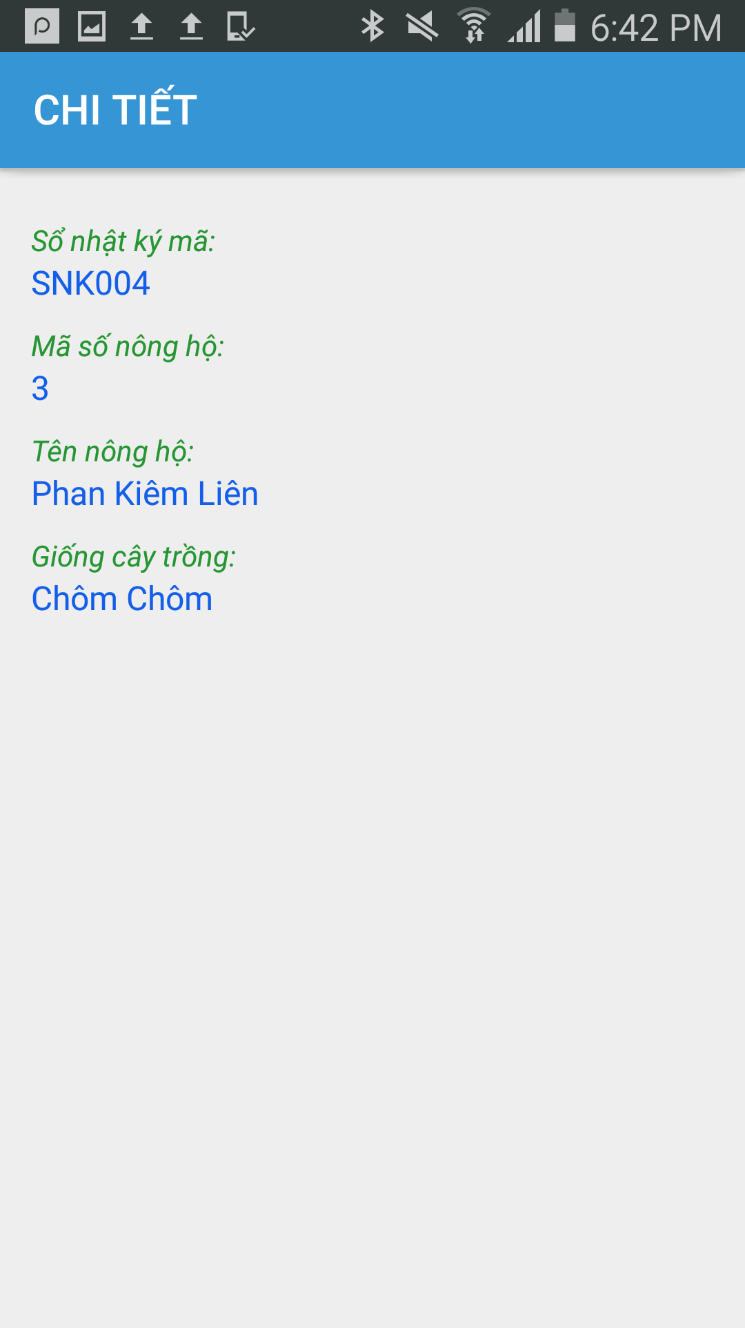 6:42 PM
CHI TIẾT
Sổ nhật ký mã:
SNK004
Mã số nông hộ:
3
Tên nông hộ:
Phan Kiêm Liên
Giống cây trồng:
Chôm Chôm